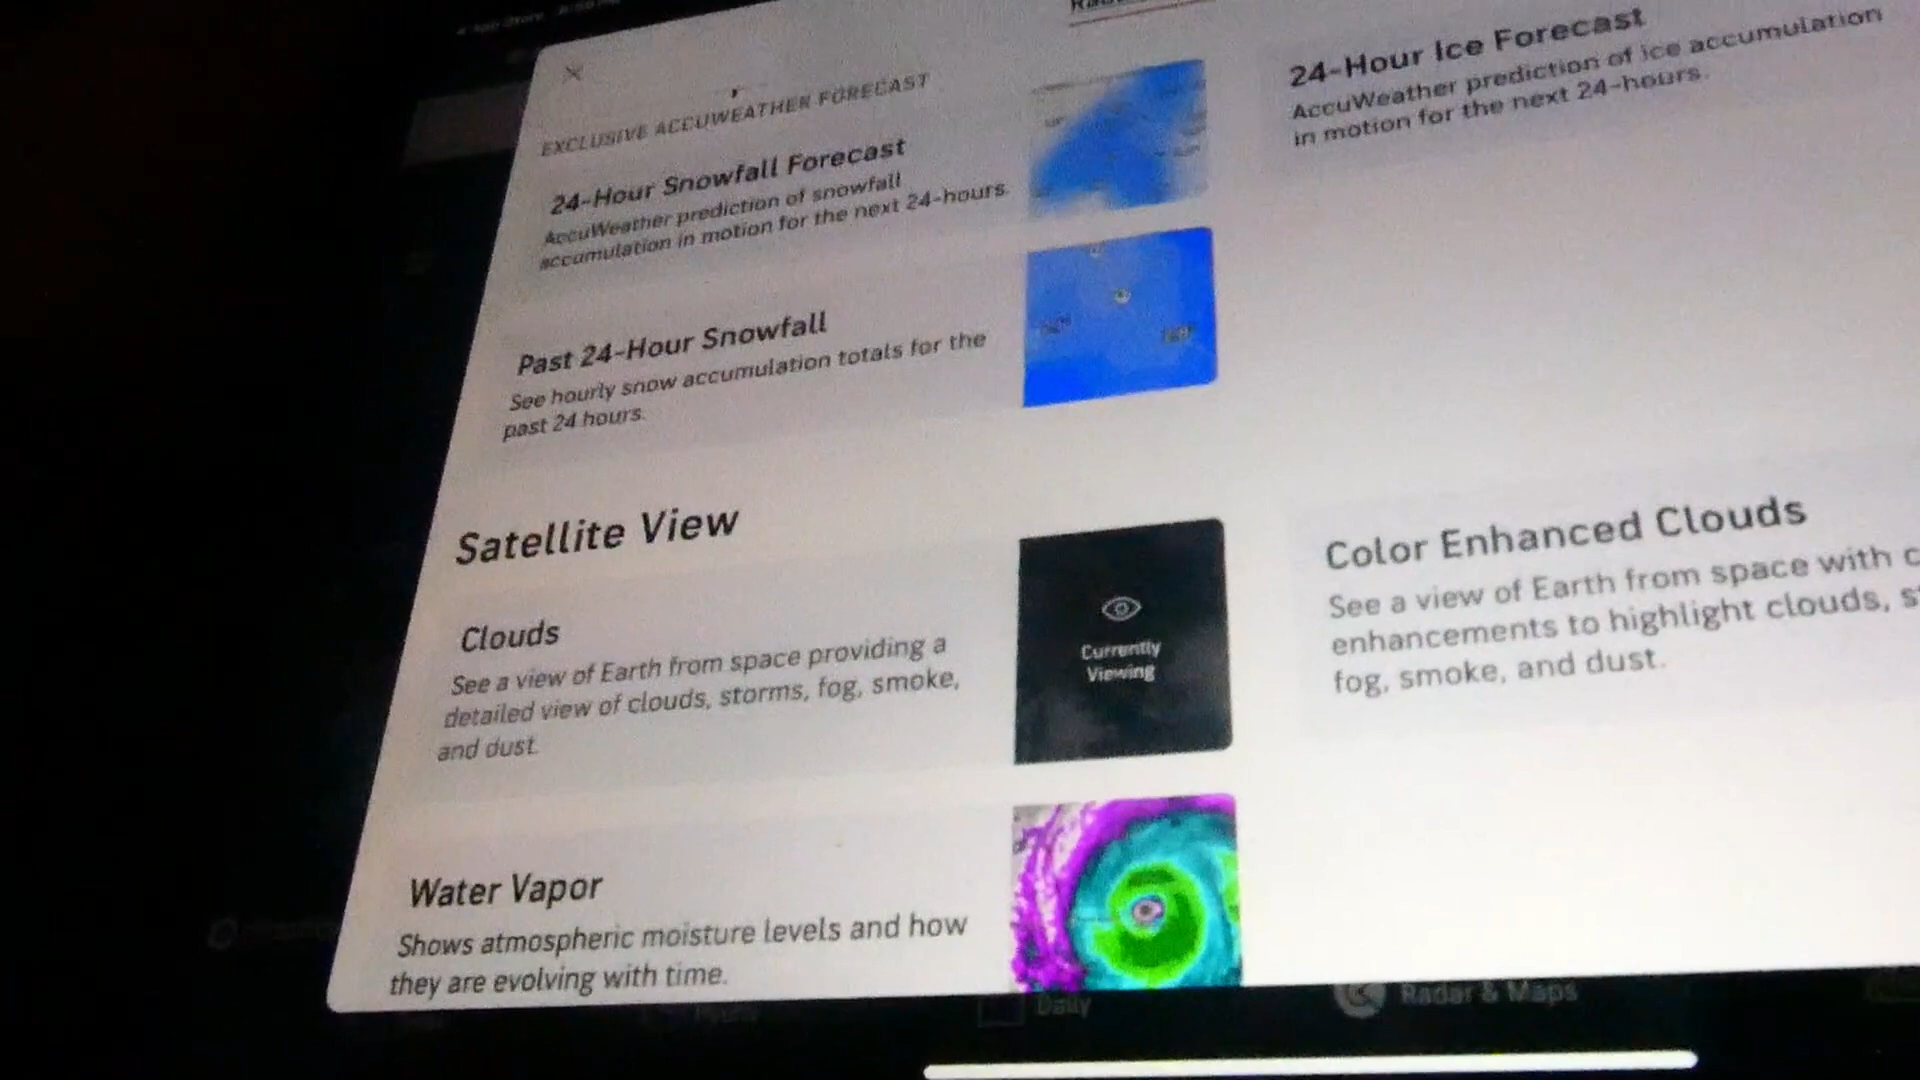 EXCLUSIVE ACCUWEATHER FORECAST
24-Hour Snowfall Forecast
AccuWeather prediction of snowfall
accumulation in motion for the next 24-hours.
24-Hour Ice Forecast
AccuWeather prediction of ice accumulation
in motion for the next 24-hours.
Past 24-Hour Snowfall
See hourly snow accumulation totals for the
past 24 hours.
Satellite View
Clouds
See a view of Earth from space providing a
detailed view of clouds, storms, fog, smoke,
and dust.
Currently
Viewing
Color Enhanced Clouds
See a view of Earth from space with
enhancements to highlight clouds,
fog, smoke, and dust.
Water Vapor
Shows atmospheric moisture levels and how
they are evolving with time.
Daily
Radar & Maps